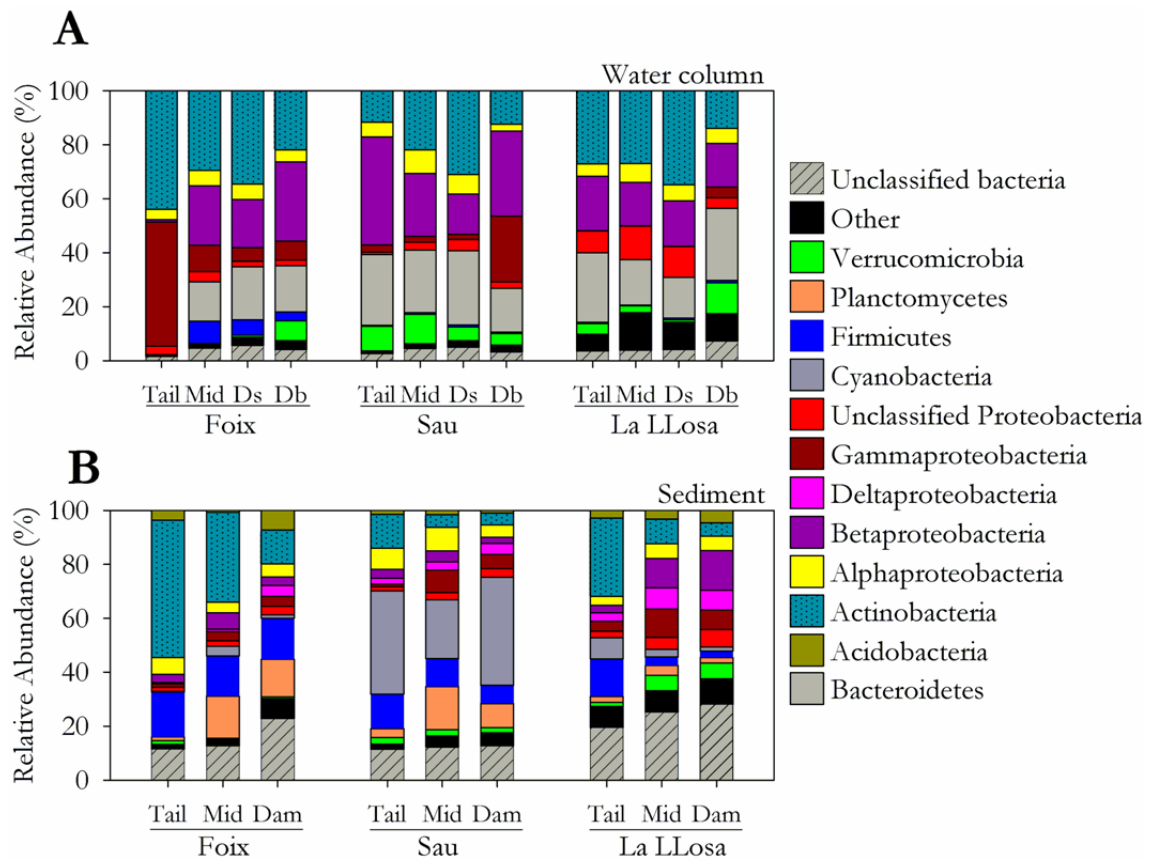 A
Water column
Relative Abundance (%)
100
80
60
40
20
0
Tail Mid Ds Db Tail Mid Ds Db Tail Mid Ds Db
Foix Sau La LLosa
B
Sediment
Relative Abundance (%)
100
80
60
40
20
0
Tail Mid Dam Tail Mid Dam Tail Mid Dam
Foix Sau La LLosa
Unclassified bacteria
Other
Verrucomicrobia
Planctomycetes
Firmicutes
Cyanobacteria
Unclassified Proteobacteria
Gammaproteobacteria
Deltaproteobacteria
Betaproteobacteria
Alphaproteobacteria
Actinobacteria
Acidobacteria
Bacteroidetes